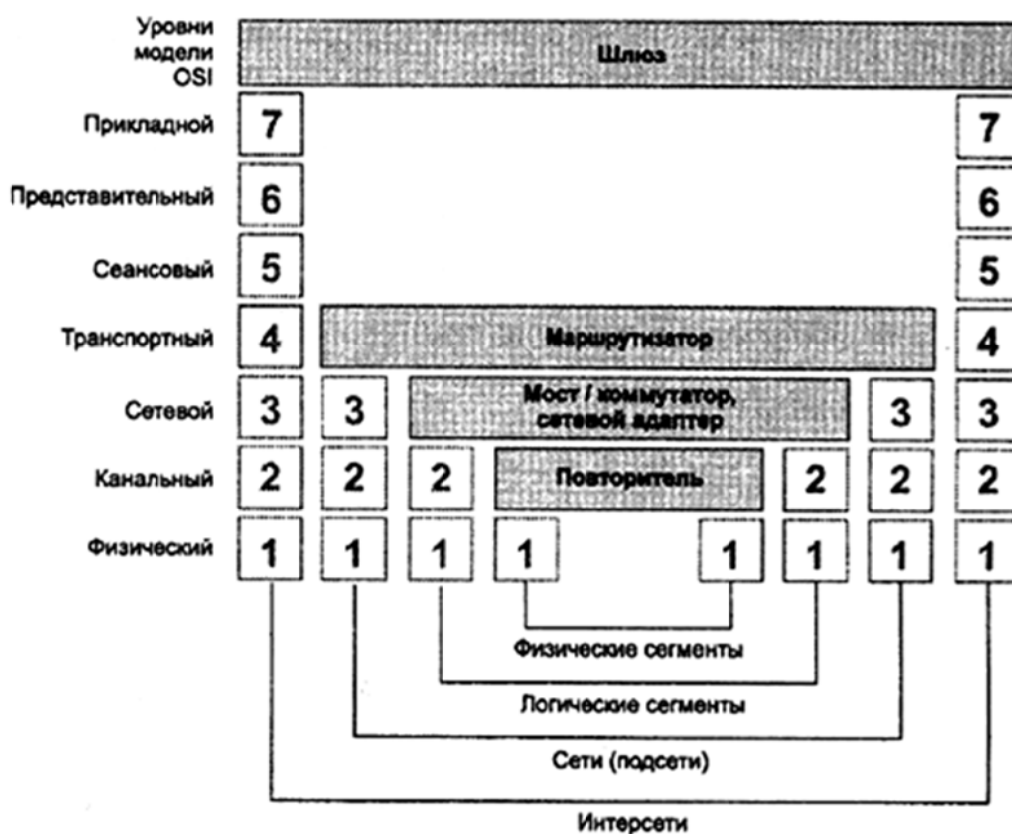 Уровни
модели
OSI
Шлюз
Прикладной 7 7
Представительный 6 6
Сеансовый 5 5
Транспортный 4 Маршрутизатор 4
Сетевой 3 3 Мост / коммутатор,
сетевой адаптер 3 3
Канальный 2 2 2 Повторитель 2 2 2
Физический 1 1 1 1 1 1 1 1
Физические сегменты
Логические сегменты
Сети (подсети)
Интерсети